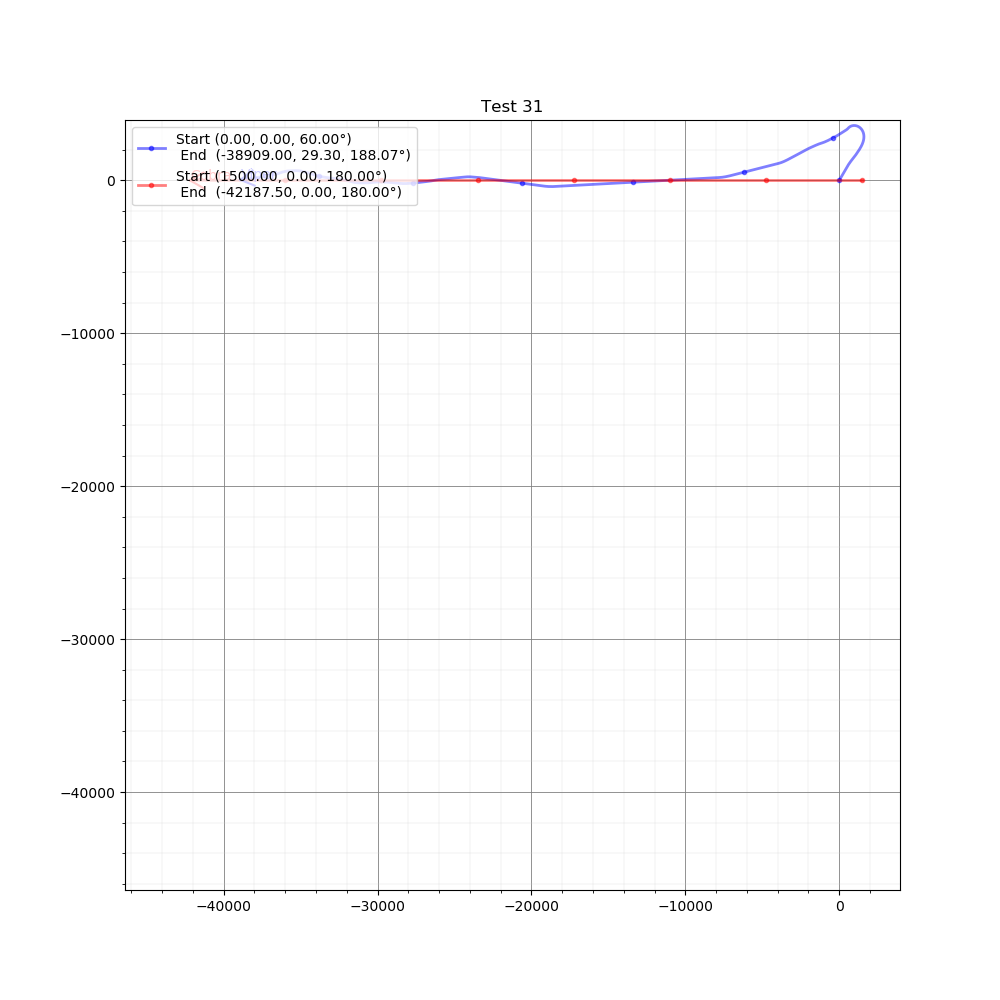 Test 31
Start (0.00, 0.00, 60.00°)
End (-38909.00, 29.30, 188.07°)
Start (1500.00, 0.00, 180.00°)
End (-42187.50, 0.00, 180.00°)
0
−10000
−20000
−30000
−40000
−40000 −30000 −20000 −10000 0